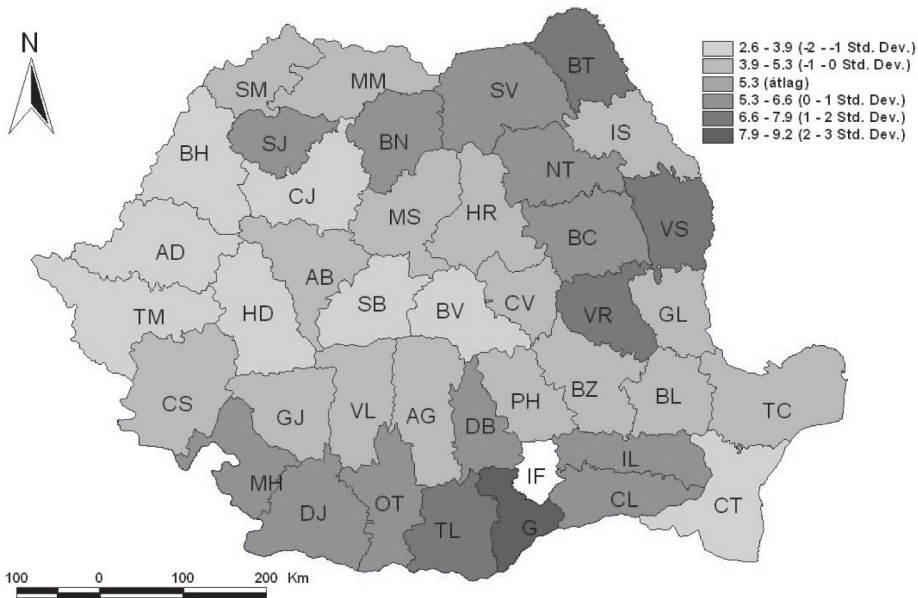 N
2.6 - 3.9 (-2 - -1 Std. Dev.)
3.9 - 5.3 (-1 - 0 Std. Dev.)
5.3 (átlag)
5.3 - 6.6 (0 - 1 Std. Dev.)
6.6 - 7.9 (1 - 2 Std. Dev.)
7.9 - 9.2 (2 - 3 Std. Dev.)
BT
SM
MM
SV
IS
SJ
BN
BH
NT
CJ
MS
HR
VS
BC
AD
AB
SB
BV
CV
TM
HD
VR
GL
CS
GJ
VL
AG
DB
PH
BZ
BL
TC
IL
IF
MH
DJ
OT
TL
G
CL
CT
100 0 100 200 Km